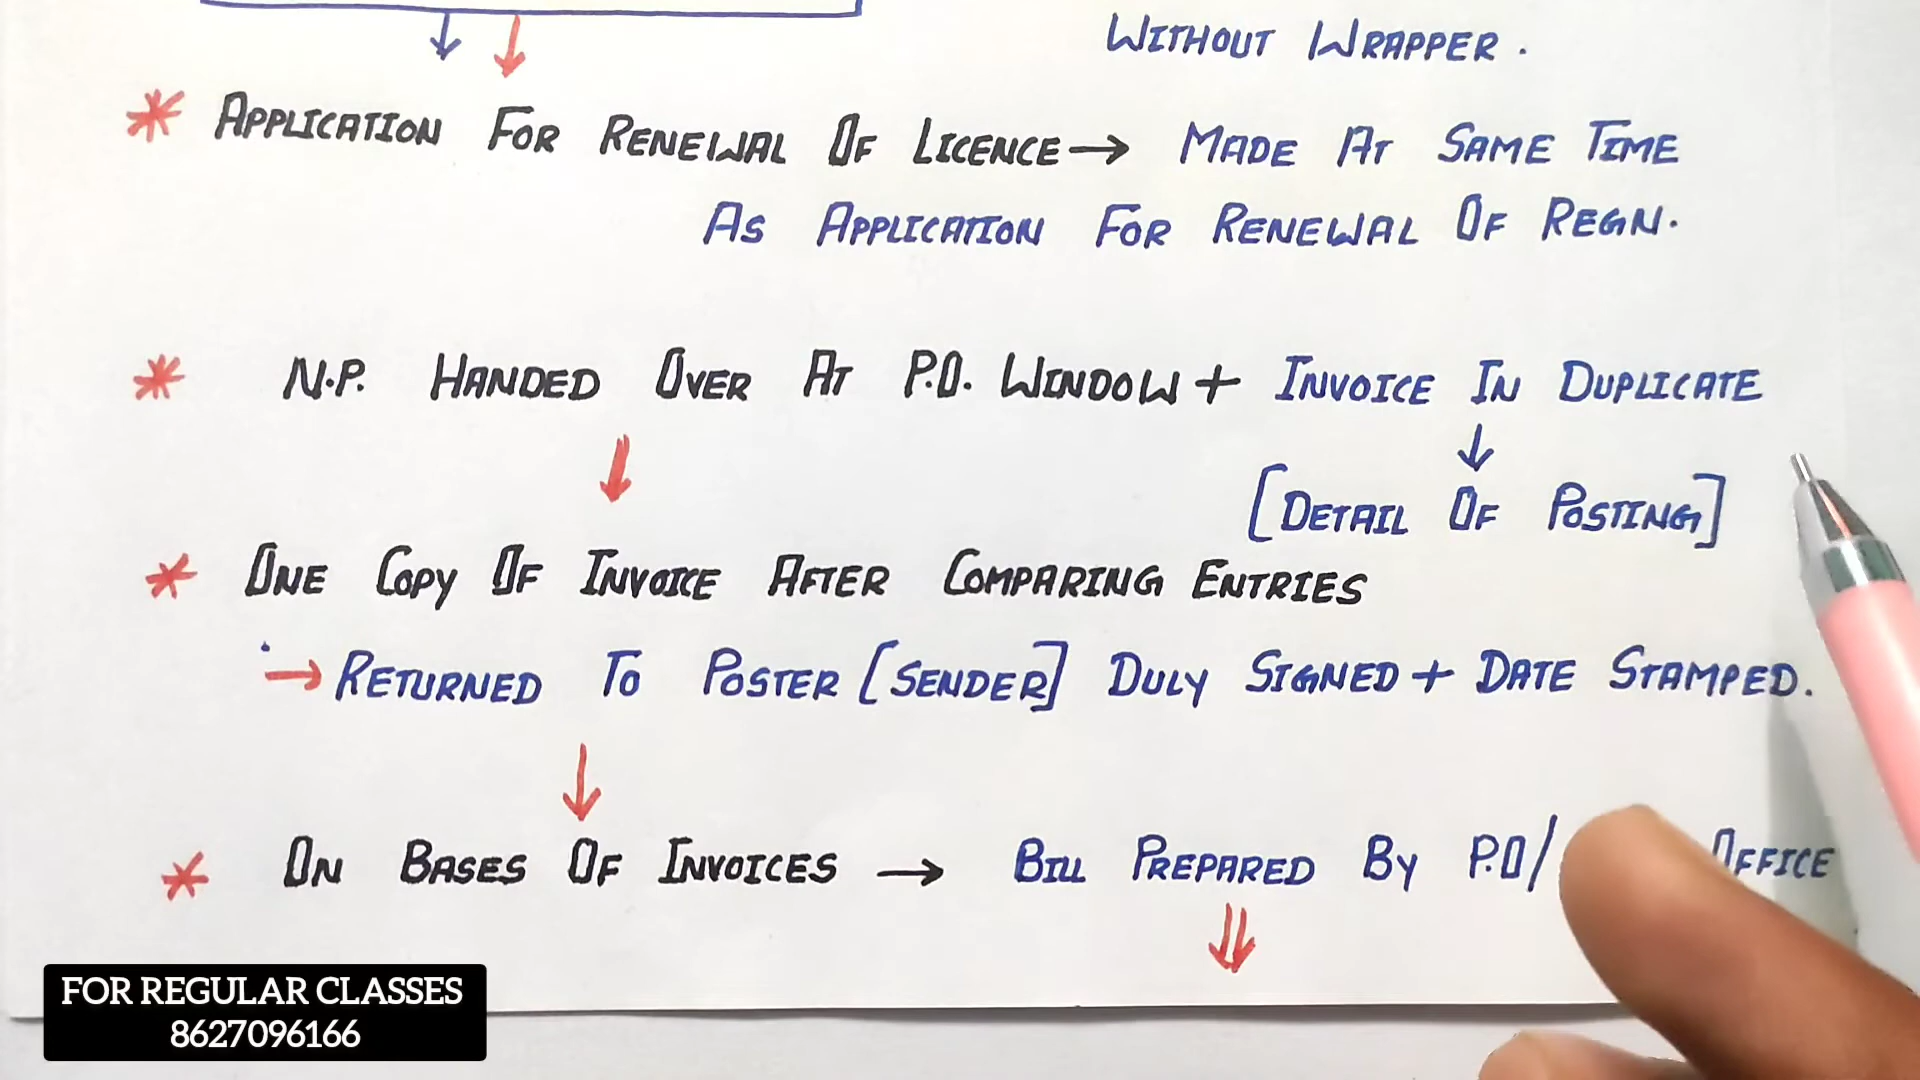 WITHOUT WRAPPER.
* APPLICATION FOR RENEWAL OF LICENCE → MADE AT SAME TIME
AS APPLICATION FOR RENEWAL OF REGN.
* N.P. HANDED OVER AT P.O. WINDOW + INVOICE IN DUPLICATE
[DETAIL OF POSTING]
* ONE COPY OF INVOICE AFTER COMPARING ENTRIES
→ RETURNED TO POSTER [SENDER] DULY SIGNED + DATE STAMPED.
* ON BASES OF INVOICES → BILL PREPARED BY P.O/ OFFICE
FOR REGULAR CLASSES
8627096166